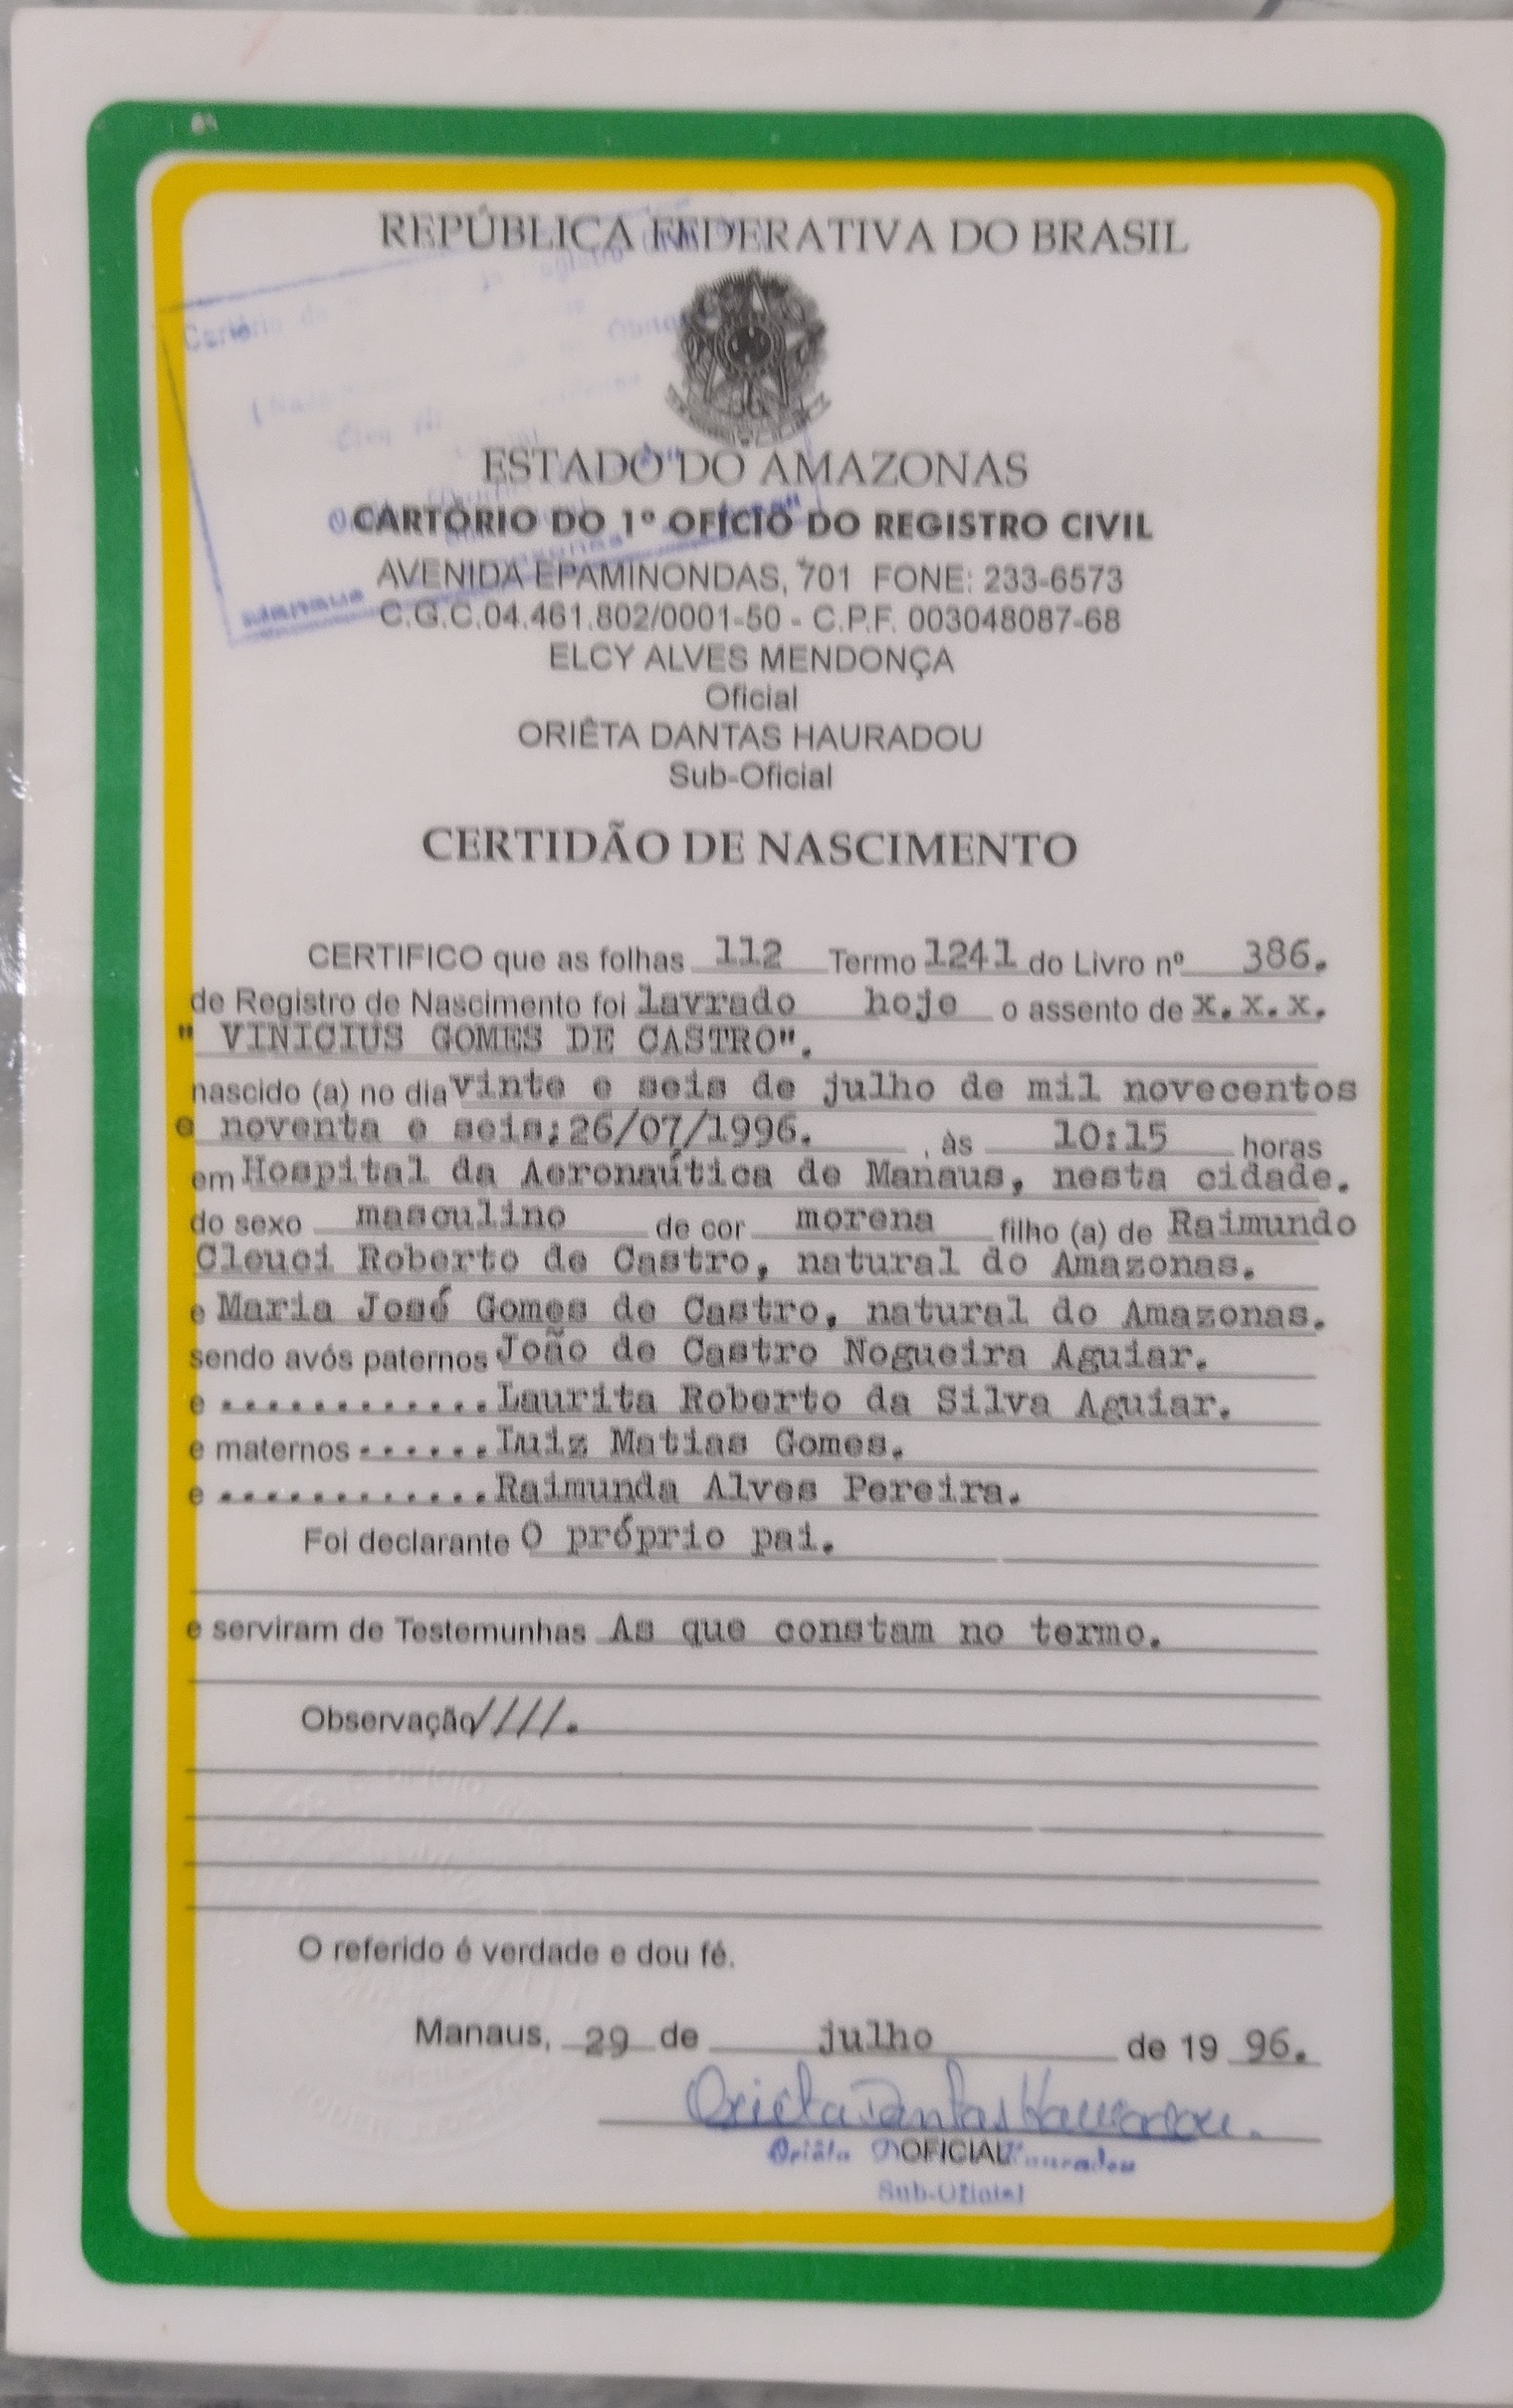 REPÚBLICA FEDERATIVA DO BRASIL
ESTADO DO AMAZONAS
CARTÓRIO DO 1º OFÍCIO DO REGISTRO CIVIL
AVENIDA EPAMINONDAS, 701 FONE: 233-6573
C.G.C.04.461.802/0001-50 - C.P.F. 003048087-68
ELCY ALVES MENDONÇA
Oficial
ORIÊTA DANTAS HAURADOU
Sub-Oficial
CERTIDÃO DE NASCIMENTO
CERTIFICO que as folhas 112 Termo 1241 do Livro nº 386.
de Registro de Nascimento foi lavrado hoje o assento de x.x.x.
" VINICIUS GOMES DE CASTRO".
nascido (a) no dia vinte e seis de julho de mil novecentos
e noventa e seis;26/07/1996. , às 10:15 horas
em Hospital da Aeronaútica de Manaus, nesta cidade.
do sexo masculino de cor morena filho (a) de Raimundo
Cleuci Roberto de Castro, natural do Amazonas.
e Maria José Gomes de Castro, natural do Amazonas.
sendo avós paternos João de Castro Nogueira Aguiar.
e ............Laurita Roberto da Silva Aguiar.
e maternos ......Luiz Matias Gomes.
e ............Raimunda Alves Pereira.
Foi declarante O próprio pai.
e serviram de Testemunhas As que constam no termo.
Observação ////.
O referido é verdade e dou fé.
Manaus, 29 de julho de 19 96.
Oriêta Dantas Hauradou.
OFICIAL
Oriêta Hauradou
Sub-Oficial